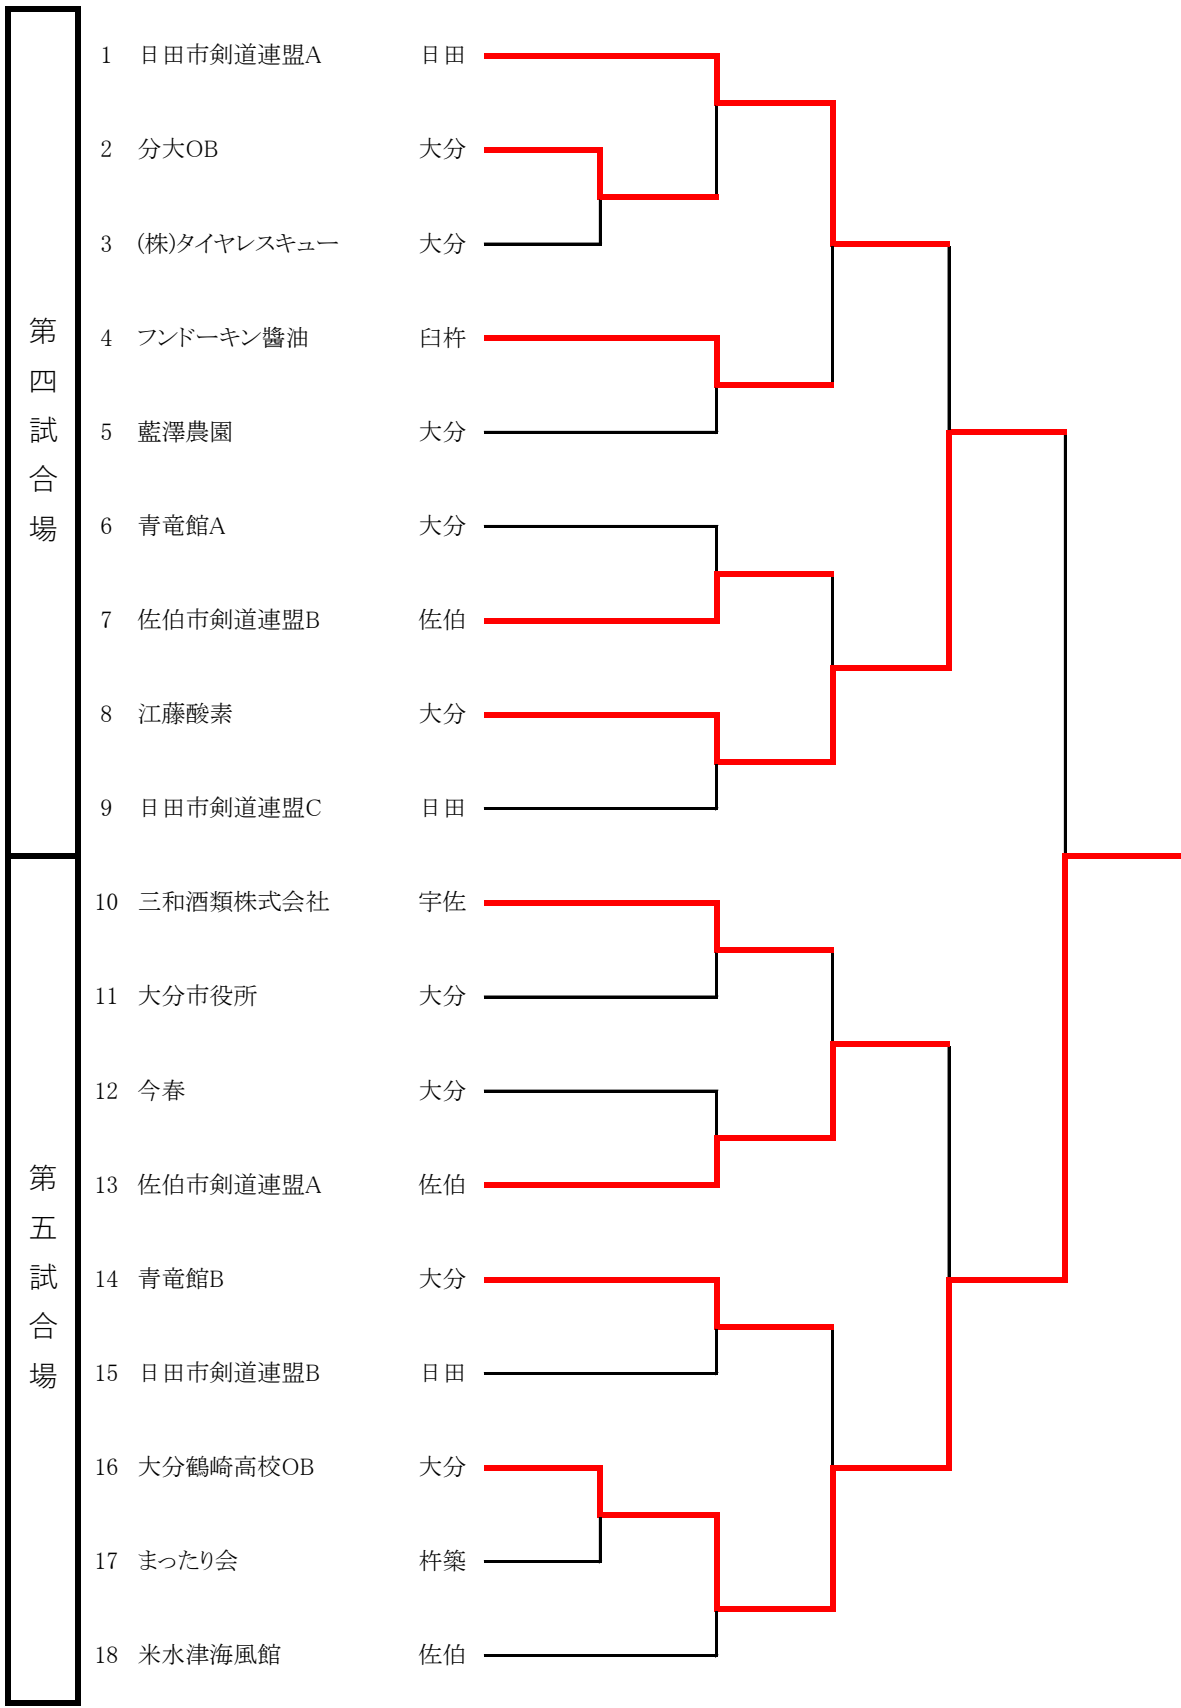 第四試合場
1 日田市剣道連盟A 日田
2 分大OB 大分
3 (株)タイヤレスキュー 大分
4 フンドーキン醬油 臼杵
5 藍澤農園 大分
6 青竜館A 大分
7 佐伯市剣道連盟B 佐伯
8 江藤酸素 大分
9 日田市剣道連盟C 日田
第五試合場
10 三和酒類株式会社 宇佐
11 大分市役所 大分
12 今春 大分
13 佐伯市剣道連盟A 佐伯
14 青竜館B 大分
15 日田市剣道連盟B 日田
16 大分鶴崎高校OB 大分
17 まったり会 杵築
18 米水津海風館 佐伯